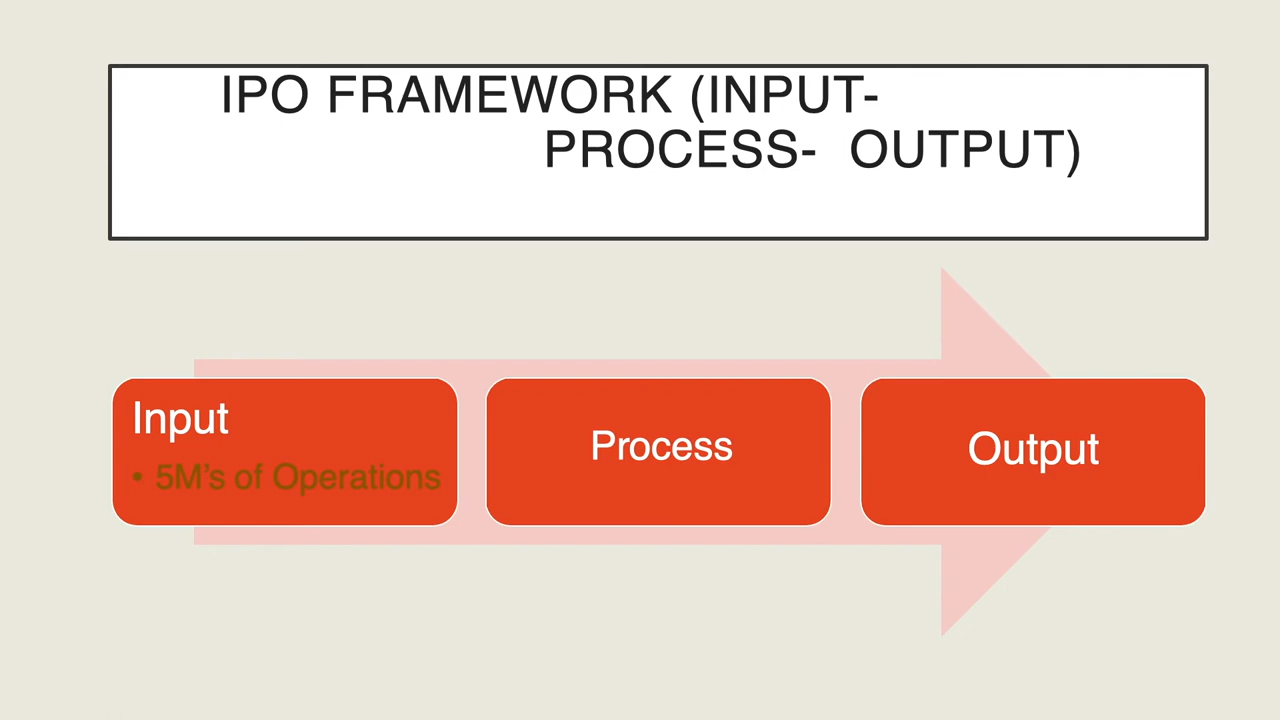 IPO FRAMEWORK (INPUT-
PROCESS- OUTPUT)
Input
• 5M's of Operations
Process
Output